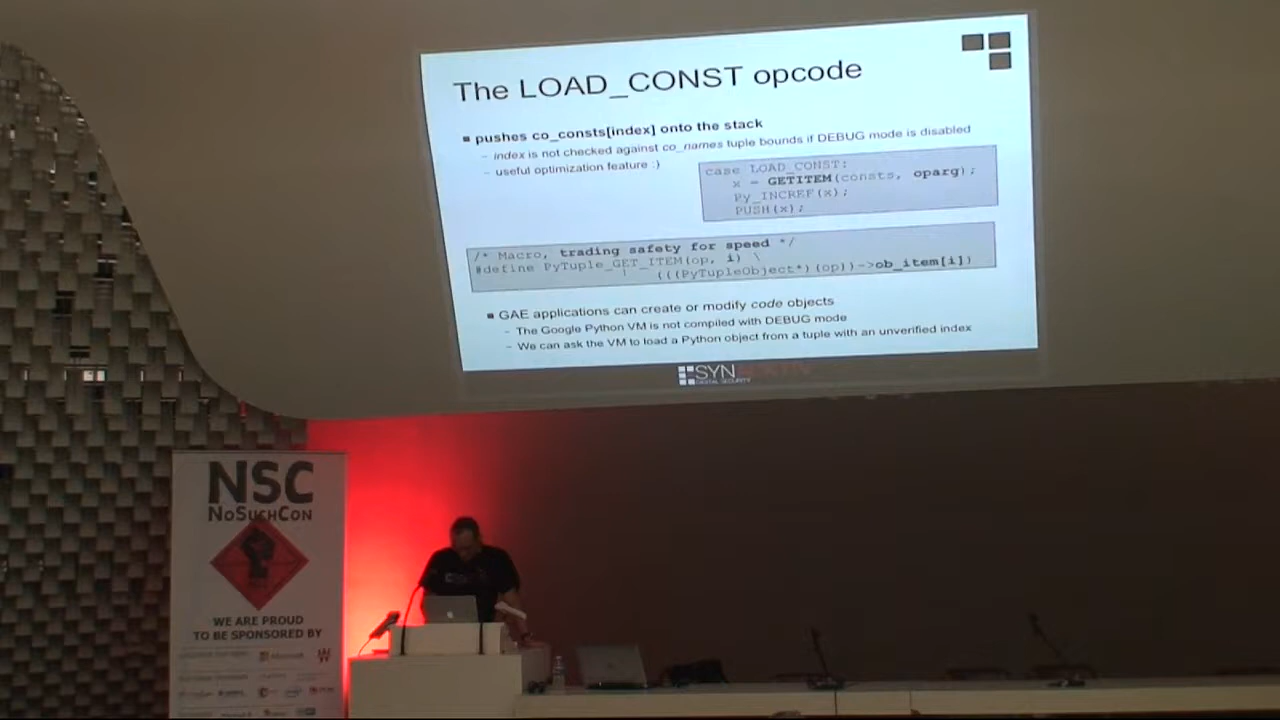 The LOAD_CONST opcode
■ pushes co_consts[index] onto the stack
– index is not checked against co_names tuple bounds if DEBUG mode is disabled
– useful optimization feature :)
case LOAD_CONST:
x = GETITEM(consts, oparg);
Py_INCREF(x);
PUSH(x);
/* Macro, trading safety for speed */
#define PyTuple_GET_ITEM(op, i) \
(((PyTupleObject*)(op))->ob_item[i])
■ GAE applications can create or modify code objects
– The Google Python VM is not compiled with DEBUG mode
– We can ask the VM to load a Python object from a tuple with an unverified index
SYNACKTIV
DIGITAL SECURITY
NSC
NoSuchCon
WE ARE PROUD
TO BE SPONSORED BY
Microsoft